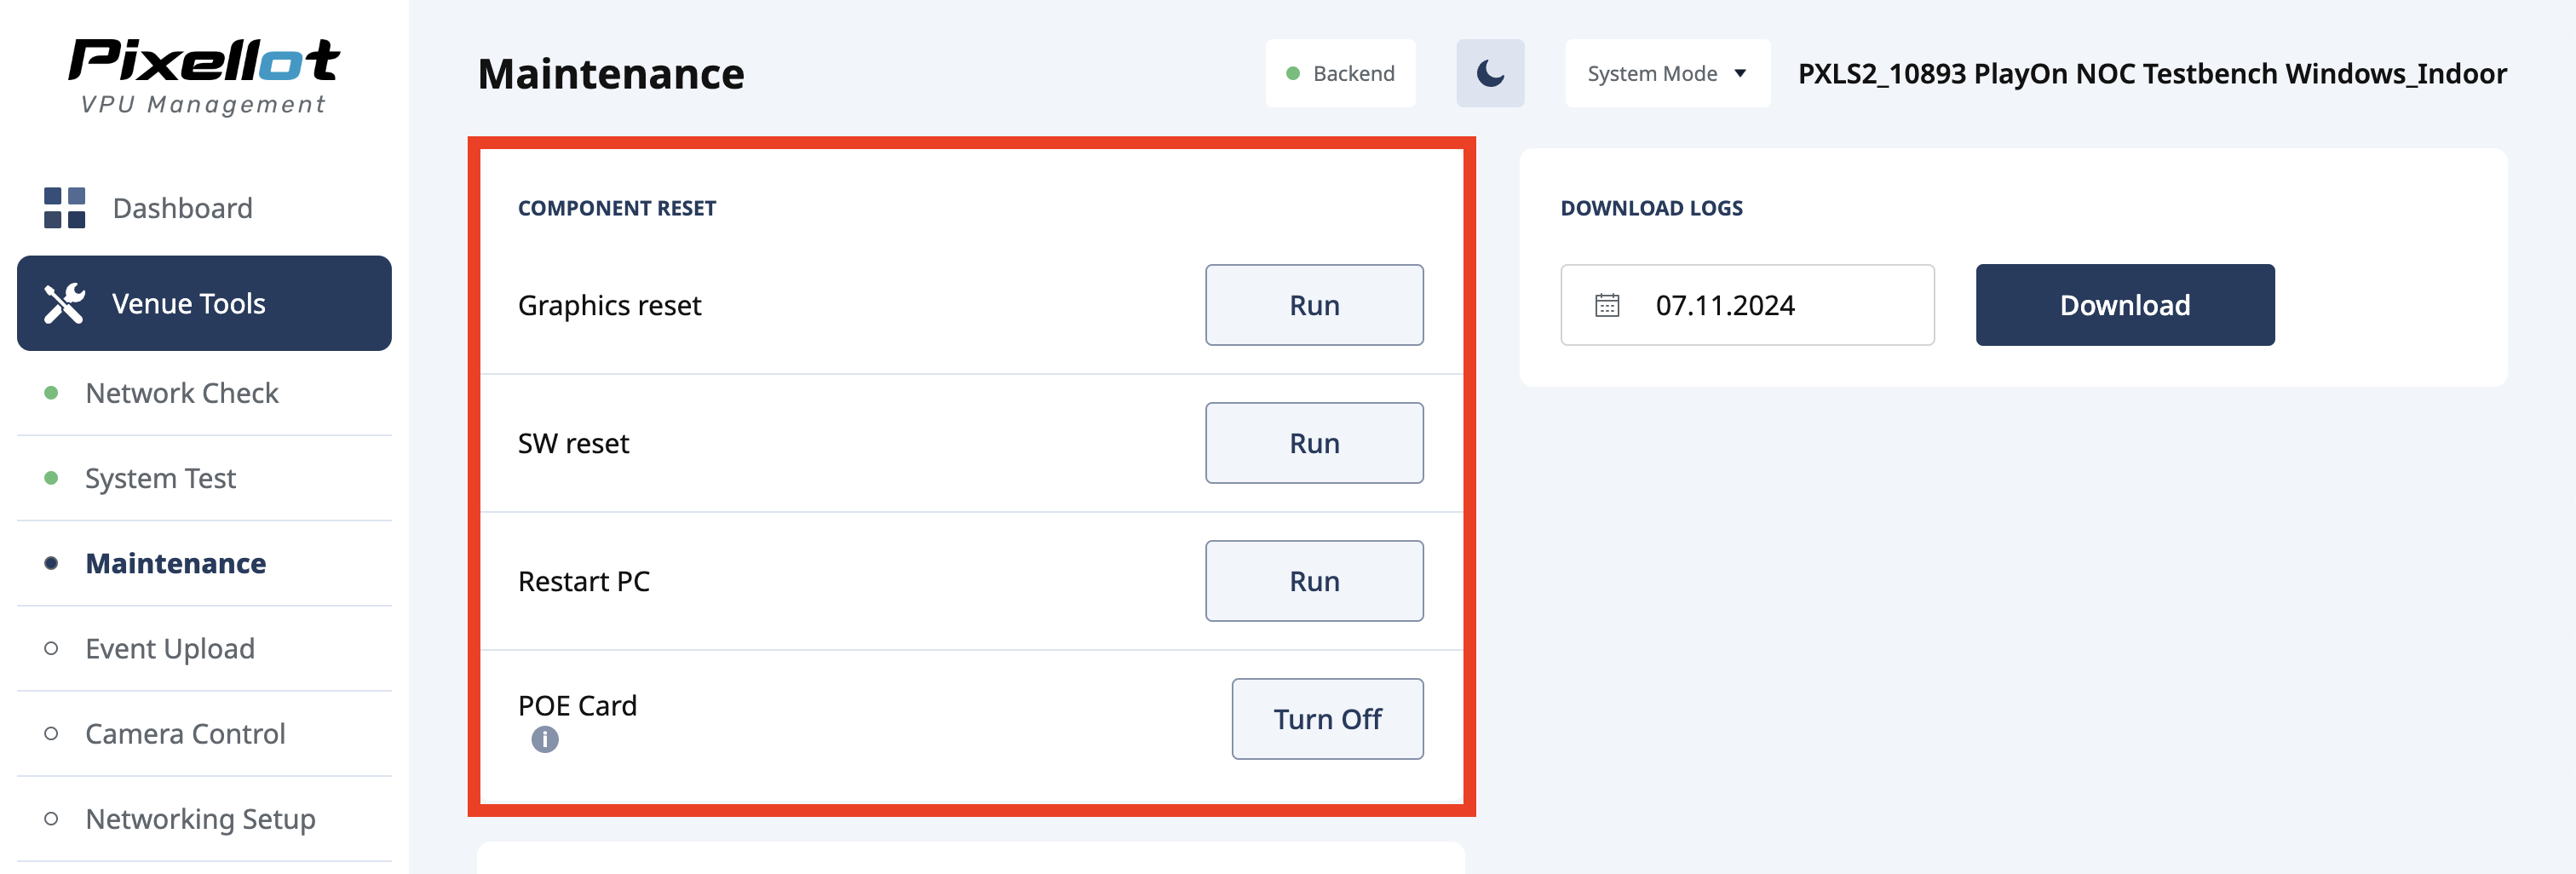 Pixellot
VPU Management
Dashboard
Venue Tools
Network Check
System Test
Maintenance
Event Upload
Camera Control
Networking Setup
Maintenance
Backend
System Mode
PXLS2_10893 PlayOn NOC Testbench Windows_Indoor
COMPONENT RESET
Graphics reset
Run
SW reset
Run
Restart PC
Run
POE Card
i
Turn Off
DOWNLOAD LOGS
07.11.2024
Download